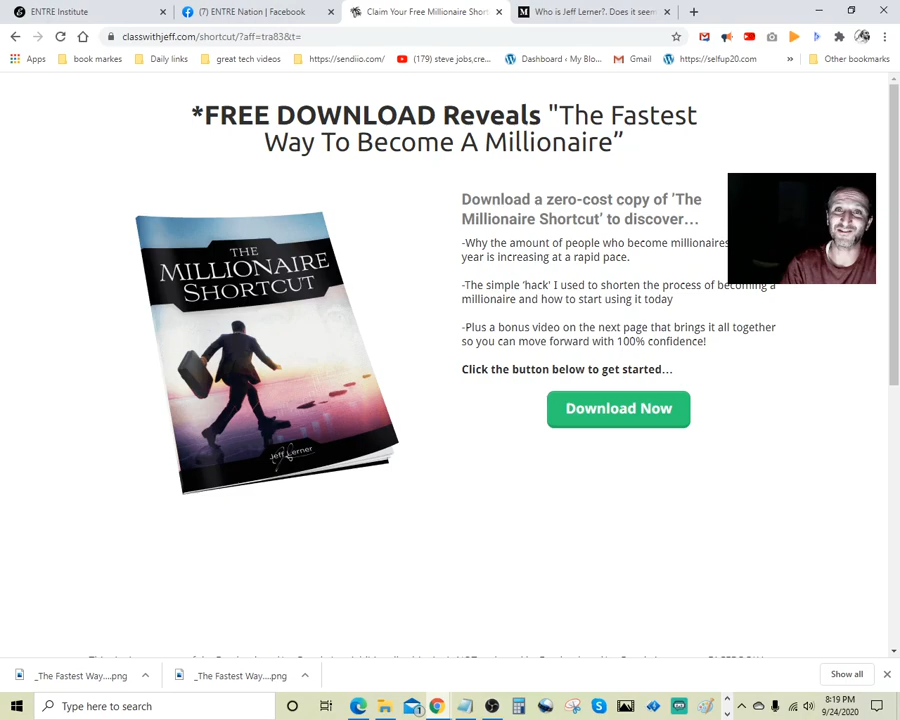 ENTRE Institute
(7) ENTRE Nation | Facebook
Claim Your Free Millionaire Short
Who is Jeff Lerner?. Does it seem
classwithjeff.com/shortcut/?aff=tra83&t=
Apps
book markes
Daily links
great tech videos
https://sendiio.com/
(179) steve jobs,cre...
Dashboard ‹ My Blo...
Gmail
https://selfup20.com
»
Other bookmarks
*FREE DOWNLOAD Reveals "The Fastest
Way To Become A Millionaire”
Download a zero-cost copy of ‘The
Millionaire Shortcut’ to discover…
-Why the amount of people who become millionaires
year is increasing at a rapid pace.
-The simple 'hack' I used to shorten the process of becoming a
millionaire and how to start using it today
-Plus a bonus video on the next page that brings it all together
so you can move forward with 100% confidence!
Click the button below to get started…
Download Now
THE
MILLIONAIRE
SHORTCUT
Jeff Lerner
_The Fastest Way....png
_The Fastest Way....png
Show all
Type here to search
8:19 PM
9/24/2020